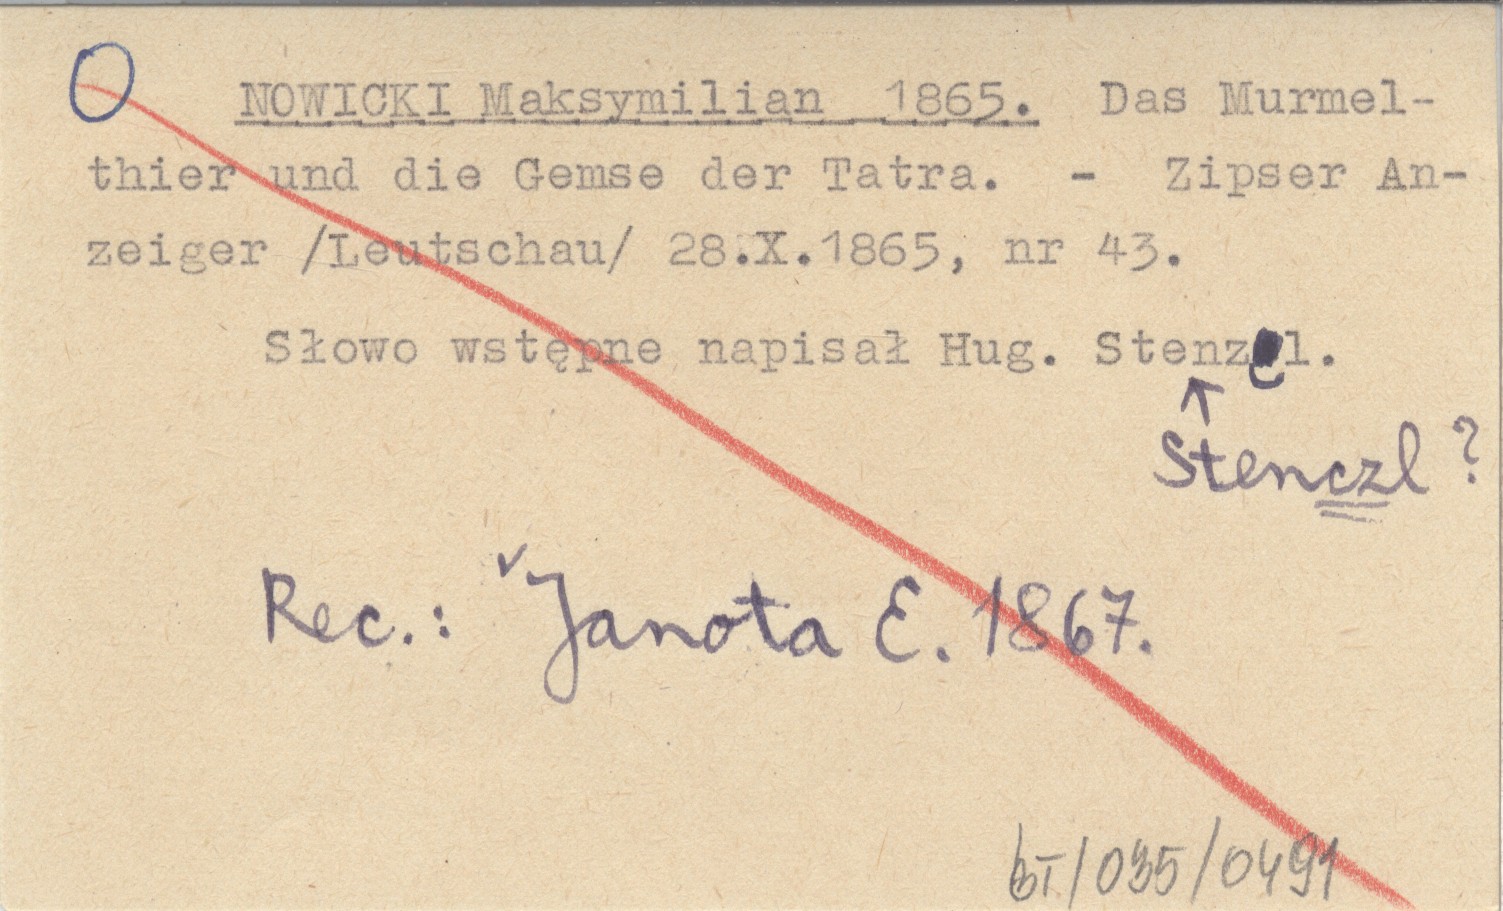 NOWICKI Maksymilian 1865. Das Murmel-
thier und die Gemse der Tatra. - Zipser An-
zeiger /Leutschau/ 28.X.1865, nr 43.
Słowo wstępne napisał Hug. Stenzel.
Stenczl ?
Rec.: Janota E. 1867.
BT/035/0491